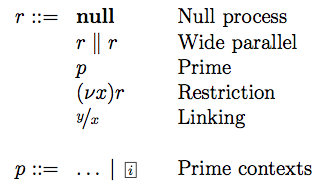 r ::= null Null process
r ∥ r Wide parallel
p Prime
(νx)r Restriction
y/x Linking
p ::= … | i Prime contexts